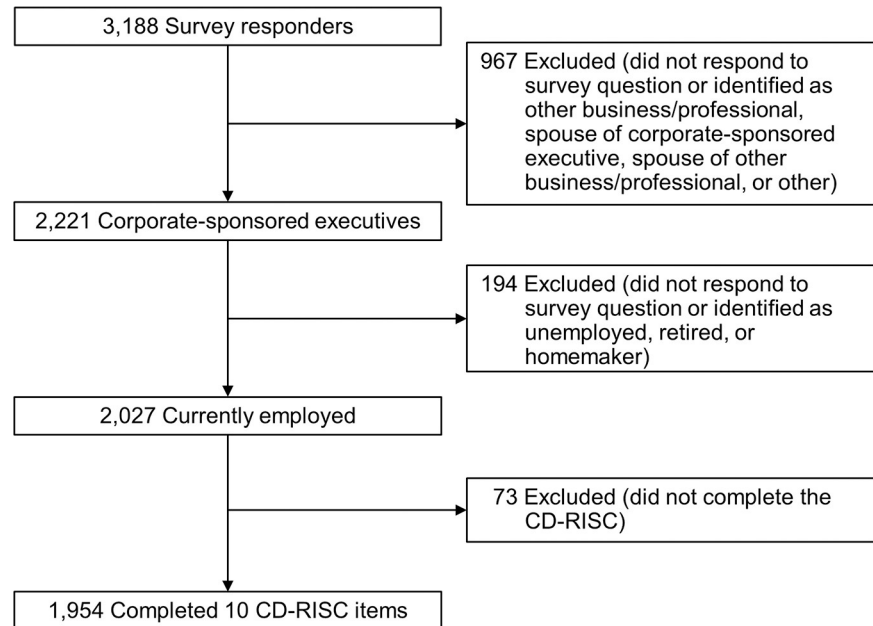 3,188 Survey responders
967 Excluded (did not respond to
survey question or identified as
other business/professional,
spouse of corporate-sponsored
executive, spouse of other
business/professional, or other)
2,221 Corporate-sponsored executives
194 Excluded (did not respond to
survey question or identified as
unemployed, retired, or
homemaker)
2,027 Currently employed
73 Excluded (did not complete the
CD-RISC)
1,954 Completed 10 CD-RISC items